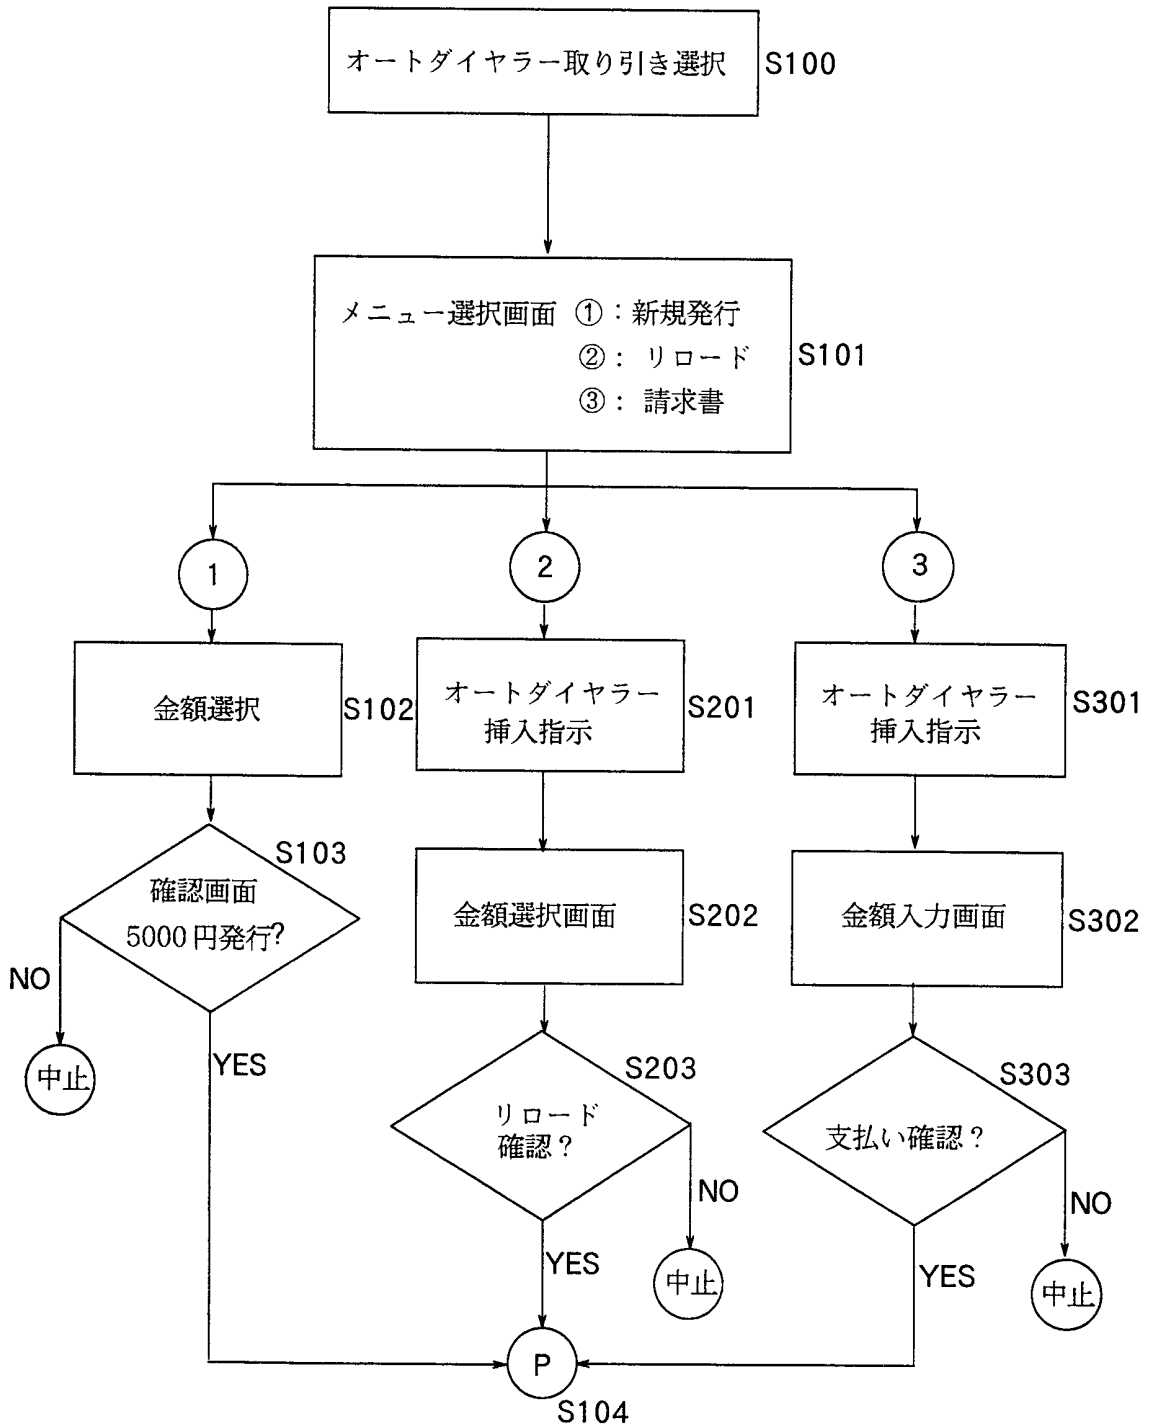 オートダイヤラー取り引き選択
S100
メニュー選択画面 ①：新規発行
②： リロード
③： 請求書
S101
1
2
3
金額選択
S102
オートダイヤラー
挿入指示
S201
オートダイヤラー
挿入指示
S301
S103
確認画面
5000円発行?
NO
中止
YES
金額選択画面
S202
金額入力画面
S302
S203
リロード
確認？
NO
中止
YES
S303
支払い確認？
NO
中止
YES
P
S104